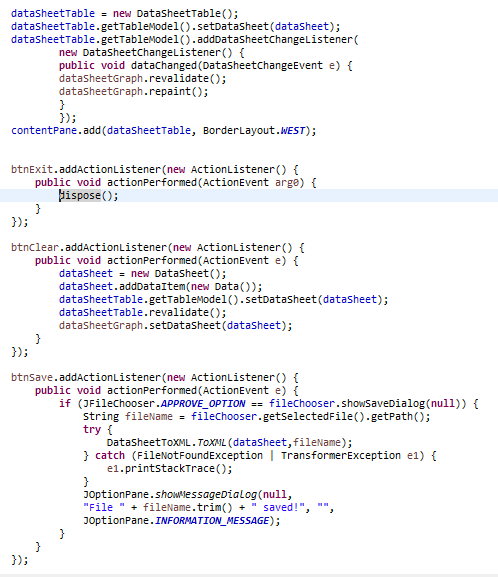 dataSheetTable = new DataSheetTable();
dataSheetTable.getTableModel().setDataSheet(dataSheet);
dataSheetTable.getTableModel().addDataSheetChangeListener(
new DataSheetChangeListener() {
public void dataChanged(DataSheetChangeEvent e) {
dataSheetGraph.revalidate();
dataSheetGraph.repaint();
}
});
contentPane.add(dataSheetTable, BorderLayout.WEST);
btnExit.addActionListener(new ActionListener() {
public void actionPerformed(ActionEvent arg0) {
dispose();
}
});
btnClear.addActionListener(new ActionListener() {
public void actionPerformed(ActionEvent e) {
dataSheet = new DataSheet();
dataSheet.addDataItem(new Data());
dataSheetTable.getTableModel().setDataSheet(dataSheet);
dataSheetTable.revalidate();
dataSheetGraph.setDataSheet(dataSheet);
}
});
btnSave.addActionListener(new ActionListener() {
public void actionPerformed(ActionEvent e) {
if (JFileChooser.APPROVE_OPTION == fileChooser.showSaveDialog(null)) {
String fileName = fileChooser.getSelectedFile().getPath();
try {
DataSheetToXML.ToXML(dataSheet,fileName);
} catch (FileNotFoundException | TransformerException e1) {
e1.printStackTrace();
}
JOptionPane.showMessageDialog(null,
"File " + fileName.trim() + " saved!", "",
JOptionPane.INFORMATION_MESSAGE);
}
}
});